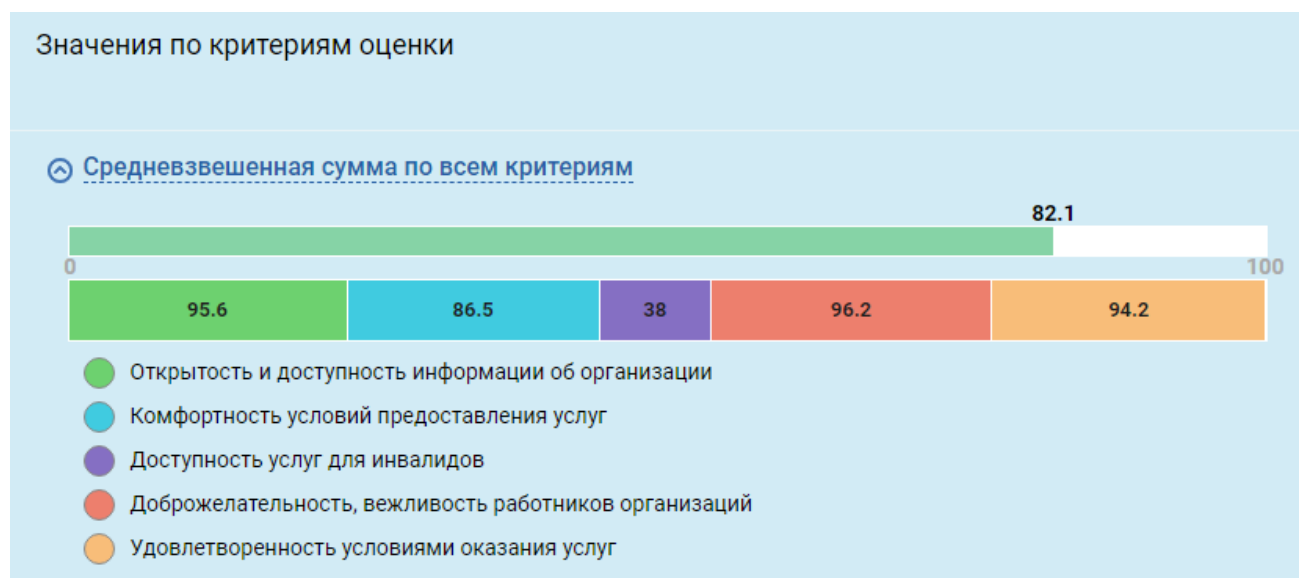 Значения по критериям оценки
Средневзвешенная сумма по всем критериям
82.1
0 100
95.6 86.5 38 96.2 94.2
Открытость и доступность информации об организации
Комфортность условий предоставления услуг
Доступность услуг для инвалидов
Доброжелательность, вежливость работников организаций
Удовлетворенность условиями оказания услуг